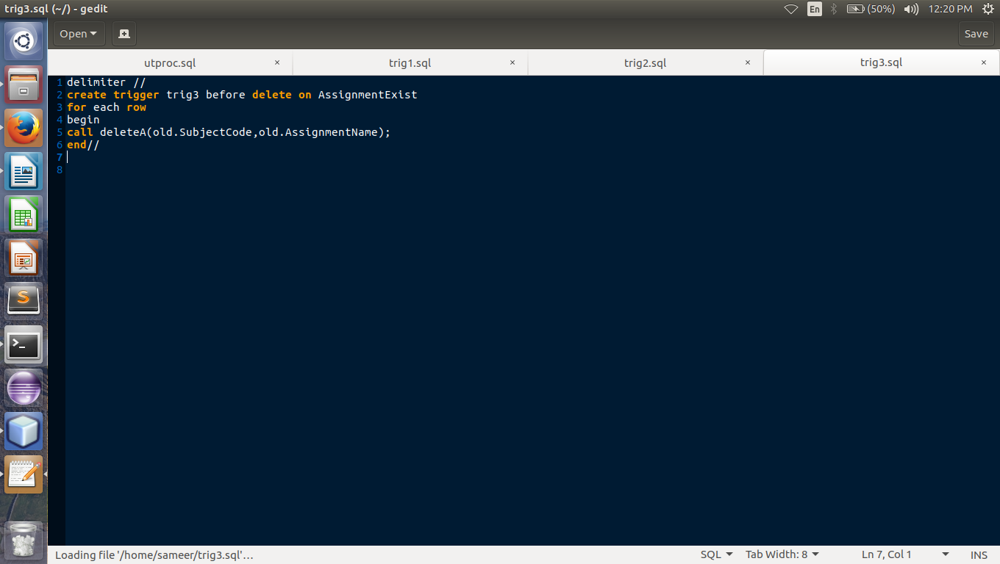 trig3.sql (~/) - gedit
En (50%) 12:20 PM
Open Save
utproc.sql × trig1.sql × trig2.sql × trig3.sql ×
1 delimiter //
2 create trigger trig3 before delete on AssignmentExist
3 for each row
4 begin
5 call deleteA(old.SubjectCode,old.AssignmentName);
6 end//
7
8
Loading file '/home/sameer/trig3.sql'… SQL Tab Width: 8 Ln 7, Col 1 INS